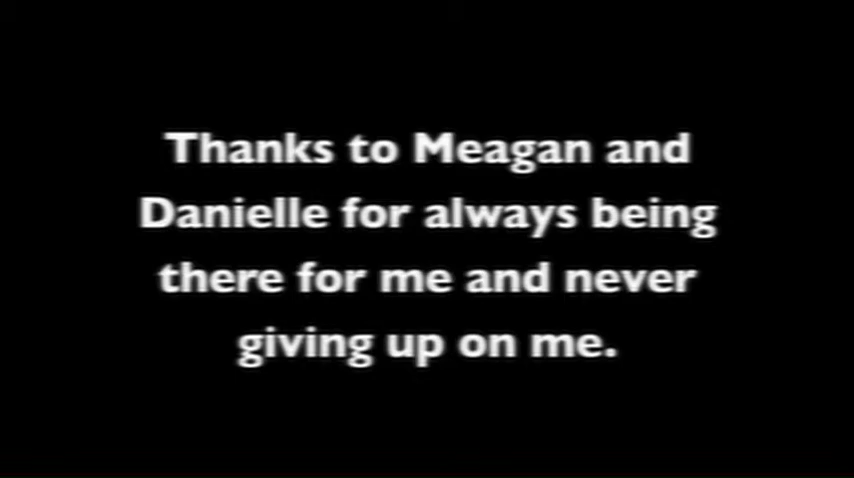 Thanks to Meagan and
Danielle for always being
there for me and never
giving up on me.